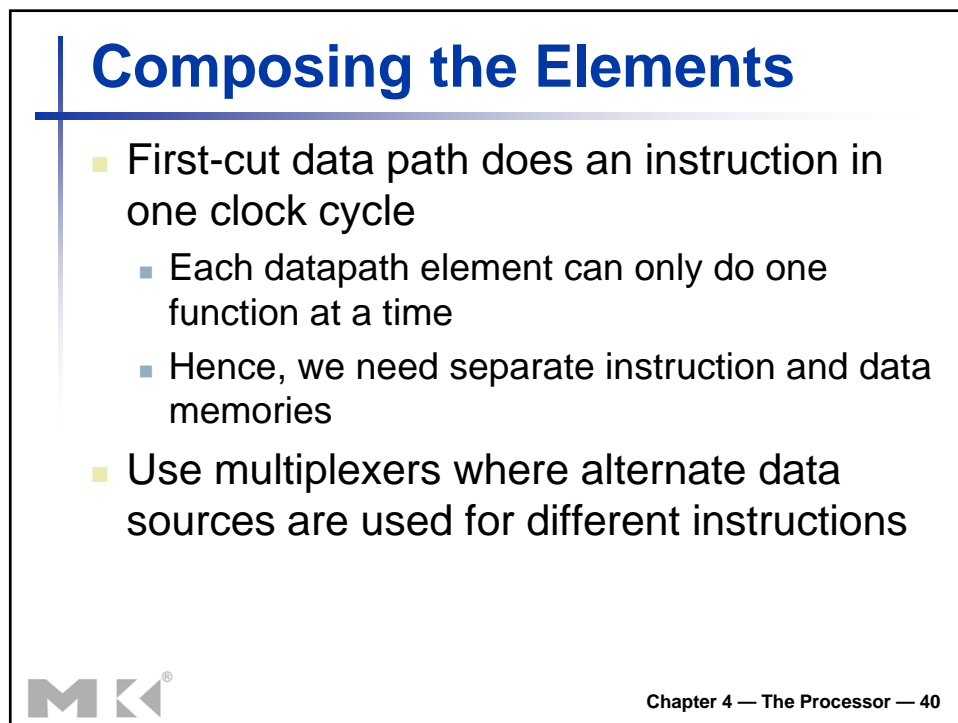 Composing the Elements
First-cut data path does an instruction in
one clock cycle
Each datapath element can only do one
function at a time
Hence, we need separate instruction and data
memories
Use multiplexers where alternate data
sources are used for different instructions
MK®
Chapter 4 — The Processor — 40